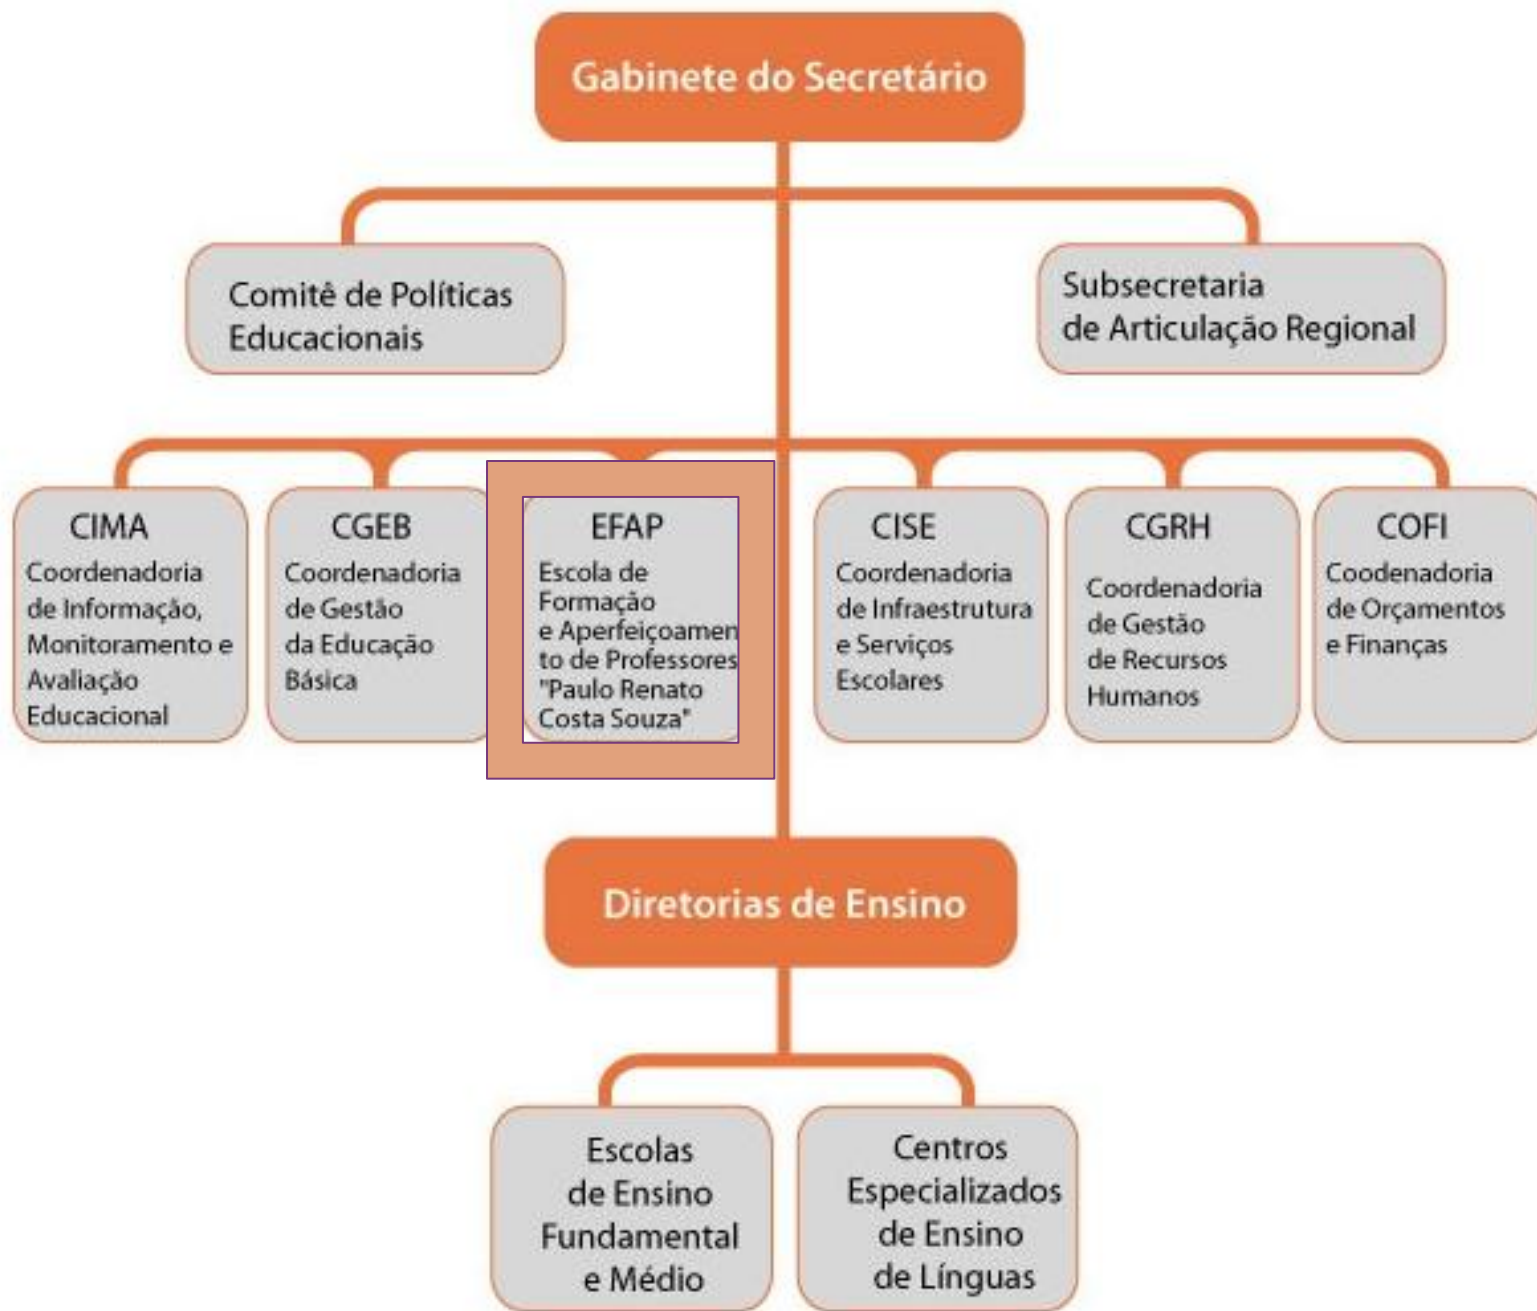 Gabinete do Secretário
Comitê de Políticas
Educacionais
Subsecretaria
de Articulação Regional
CIMA
Coordenadoria
de Informação,
Monitoramento e
Avaliação
Educacional
CGEB
Coordenadoria
de Gestão
da Educação
Básica
EFAP
Escola de
Formação
e Aperfeiçoamen
to de Professores
"Paulo Renato
Costa Souza"
CISE
Coordenadoria
de Infraestrutura
e Serviços
Escolares
CGRH
Coordenadoria
de Gestão
de Recursos
Humanos
COFI
Coodenadoria
de Orçamentos
e Finanças
Diretorias de Ensino
Escolas
de Ensino
Fundamental
e Médio
Centros
Especializados
de Ensino
de Línguas